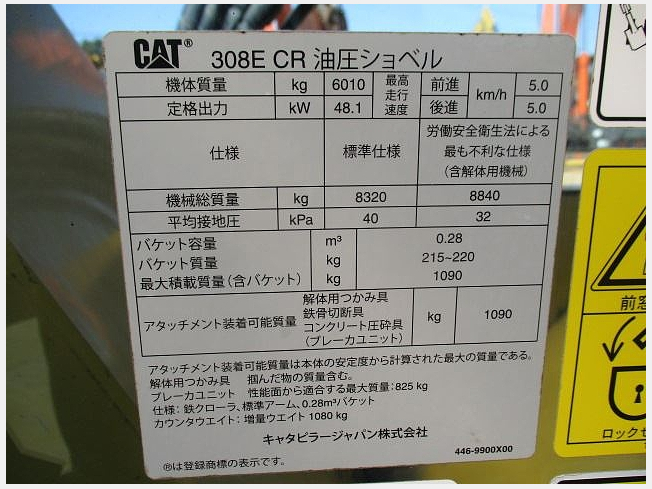 CAT® 308E CR 油圧ショベル
機体質量 kg 6010 最高走行速度 前進 km/h 5.0
定格出力 kW 48.1 後進 5.0
仕様 標準仕様 労働安全衛生法による
最も不利な仕様
(含解体用機械)
機械総質量 kg 8320 8840
平均接地圧 kPa 40 32
バケット容量 m³ 0.28
バケット質量 kg 215~220
最大積載質量(含バケット) kg 1090
アタッチメント装着可能質量 解体用つかみ具 kg 1090
鉄骨切断具
コンクリート圧砕具
(ブレーカユニット)
アタッチメント装着可能質量は本体の安定度から計算された最大の質量である。
解体用つかみ具 掴んだ物の質量含む。
ブレーカユニット 性能面から適合する最大質量:825 kg
仕様: 鉄クローラ、標準アーム、0.28m³バケット
カウンタウエイト: 増量ウエイト 1080 kg
キャタピラージャパン株式会社
446-9900X00
®は登録商標の表示です。
前窓
ロックせ